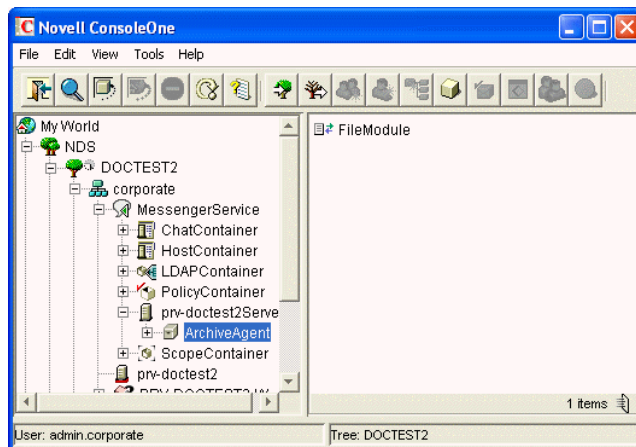 Novell ConsoleOne
File Edit View Tools Help
My World
NDS
DOCTEST2
corporate
MessengerService
ChatContainer
HostContainer
LDAPContainer
PolicyContainer
prv-doctest2Serve
ArchiveAgent
ScopeContainer
prv-doctest2
FileModule
1 items
User: admin.corporate
Tree: DOCTEST2